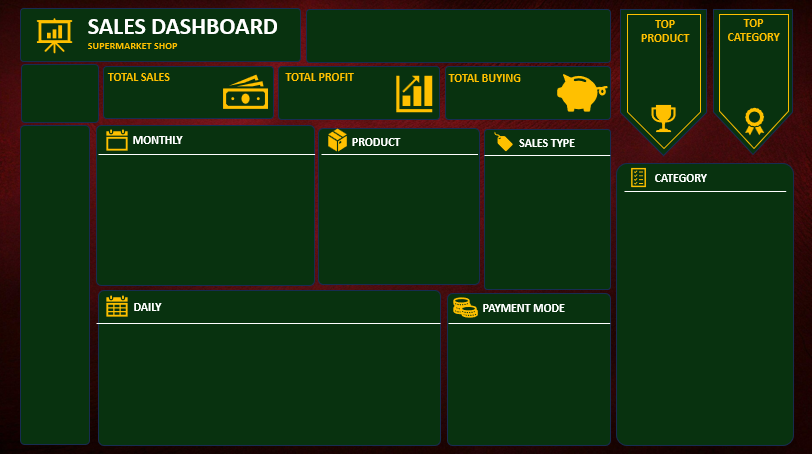 SALES DASHBOARD
SUPERMARKET SHOP
TOP
PRODUCT
TOP
CATEGORY
TOTAL SALES
TOTAL PROFIT
TOTAL BUYING
MONTHLY
PRODUCT
SALES TYPE
CATEGORY
DAILY
PAYMENT MODE